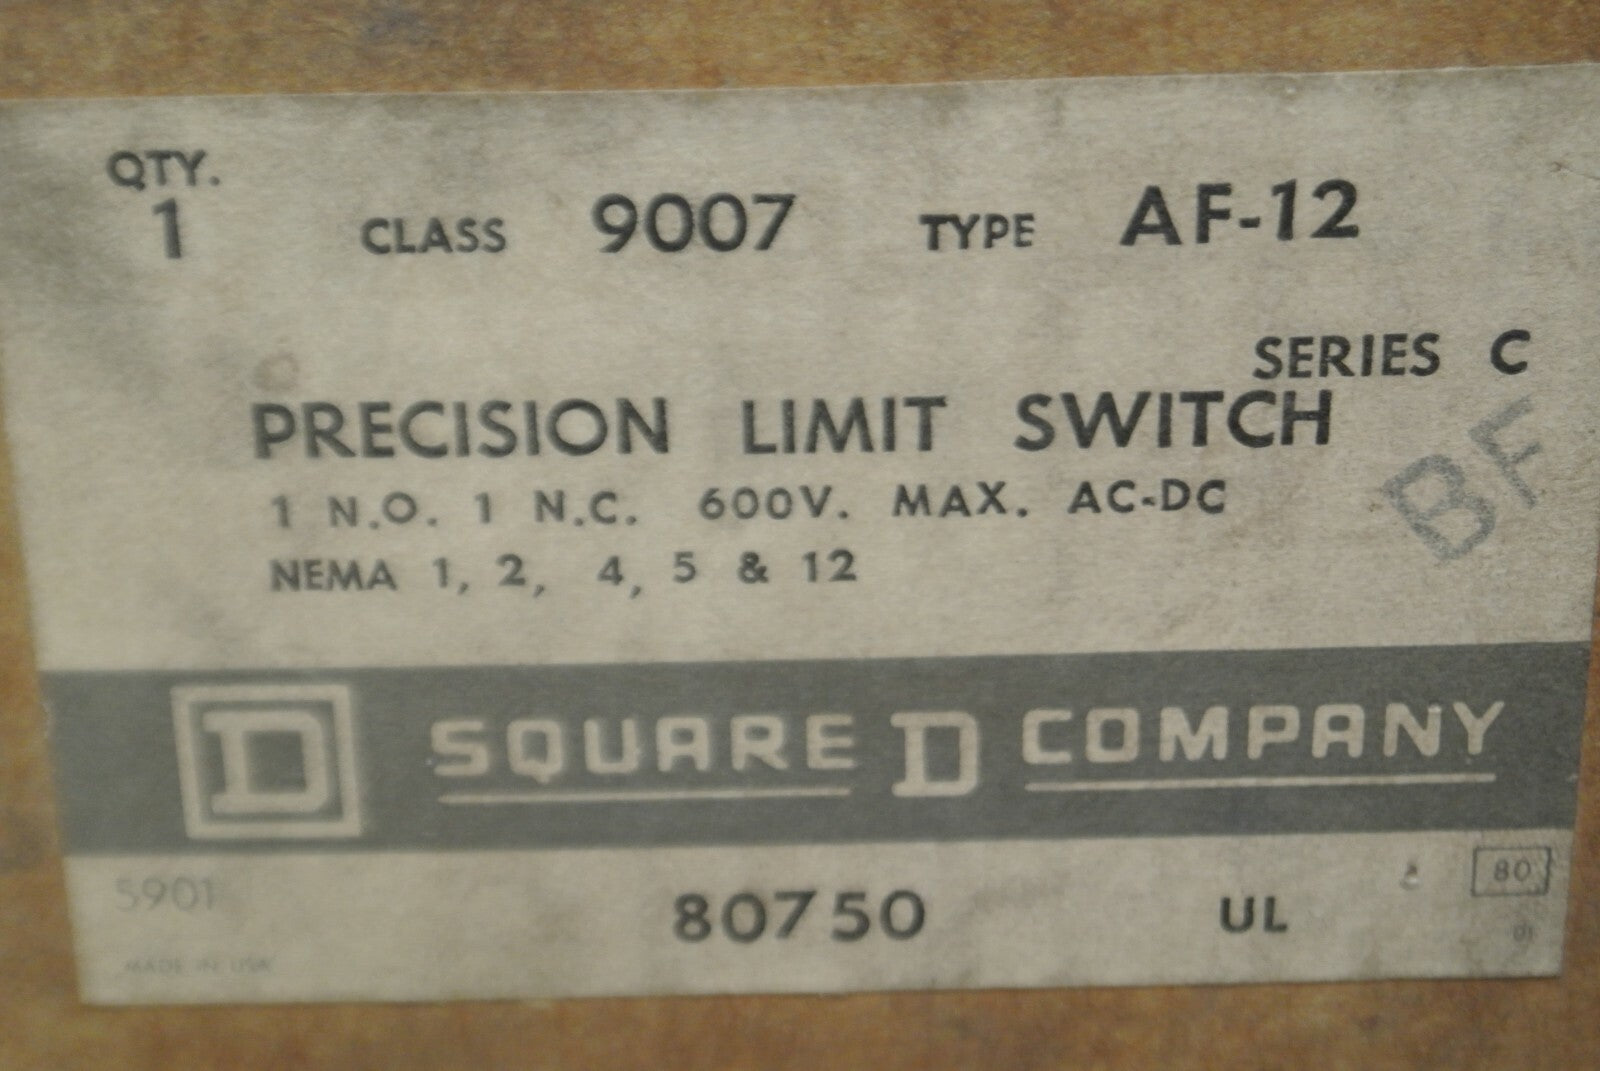 QTY.
1 CLASS 9007 TYPE AF-12
SERIES C
PRECISION LIMIT SWITCH
1 N.O. 1 N.C. 600V. MAX. AC-DC
NEMA 1, 2, 4, 5 & 12
BF
D SQUARE D COMPANY
5901 80750 UL 80
MADE IN USA